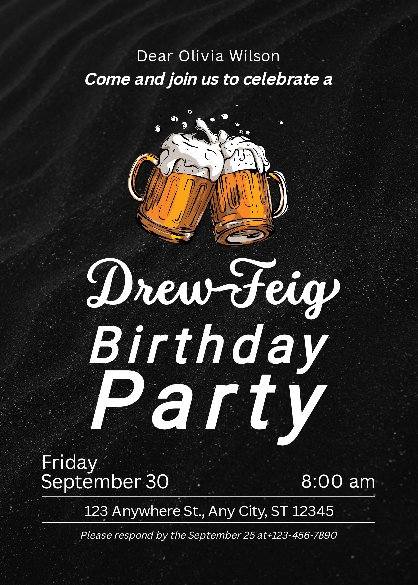 Dear Olivia Wilson
Come and join us to celebrate a
Drew Feig
Birthday
Party
Friday
September 30
8:00 am
123 Anywhere St., Any City, ST 12345
Please respond by the September 25 at+123-456-7890